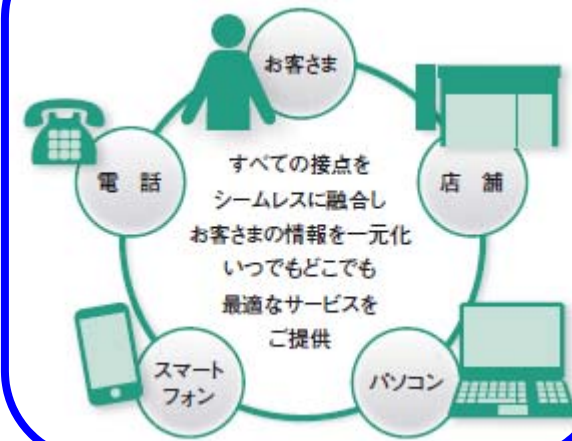 お客さま
電 話
店 舗
すべての接点を
シームレスに融合し
お客さまの情報を一元化
いつでもどこでも
最適なサービスを
ご提供
スマート
フォン
パソコン